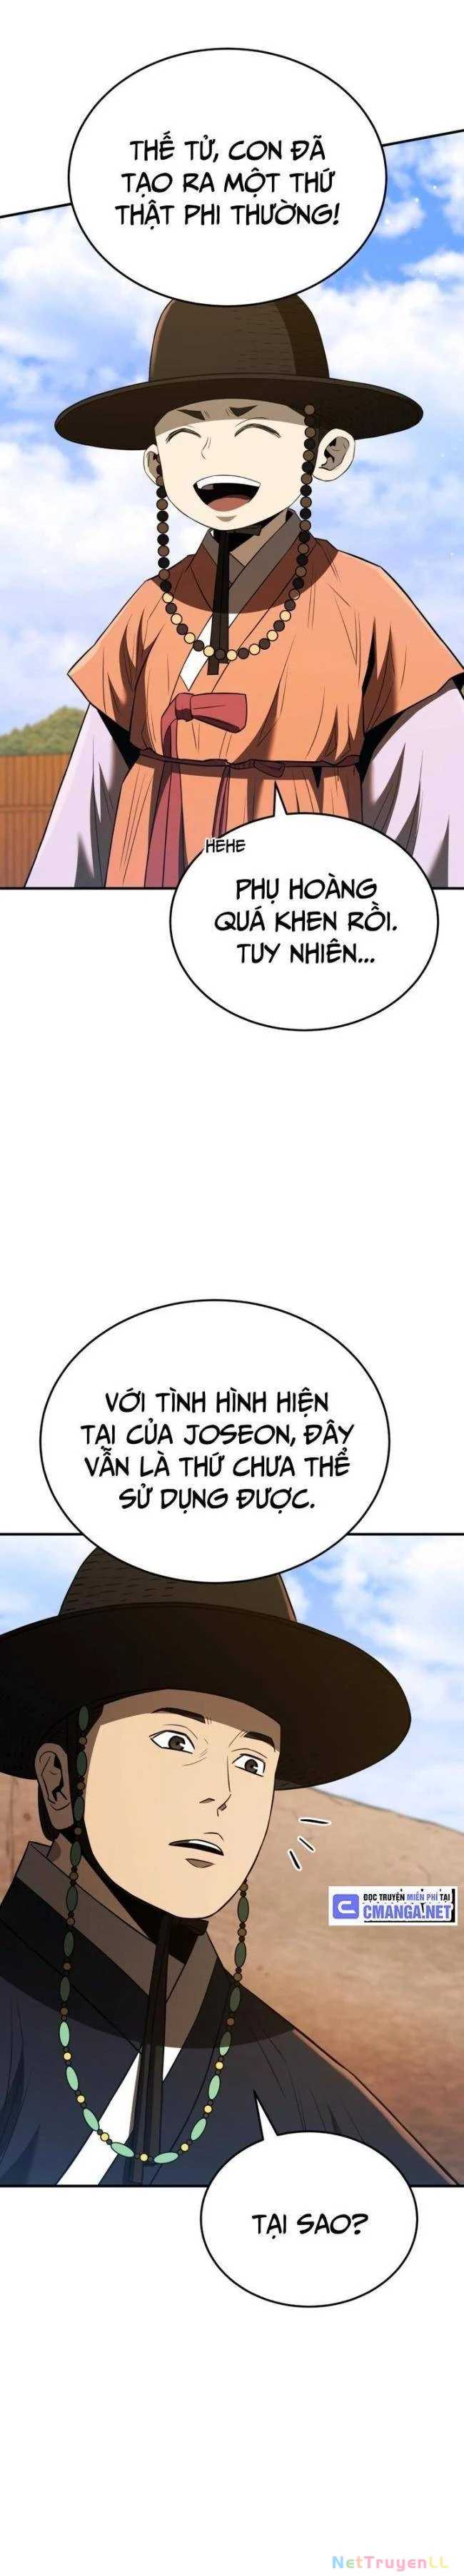 THẾ TỬ, CON ĐÃ
TẠO RA MỘT THỨ
THẬT PHI THƯỜNG!
HEHE
PHỤ HOÀNG
QUÁ KHEN RỒI.
TUY NHIÊN...
VỚI TÌNH HÌNH HIỆN
TẠI CỦA JOSEON, ĐÂY
VẪN LÀ THỨ CHƯA THỂ
SỬ DỤNG ĐƯỢC.
ĐỌC TRUYỆN MIỄN PHÍ TẠI
CMANGA.NET
TẠI SAO?
NetTruyenLL